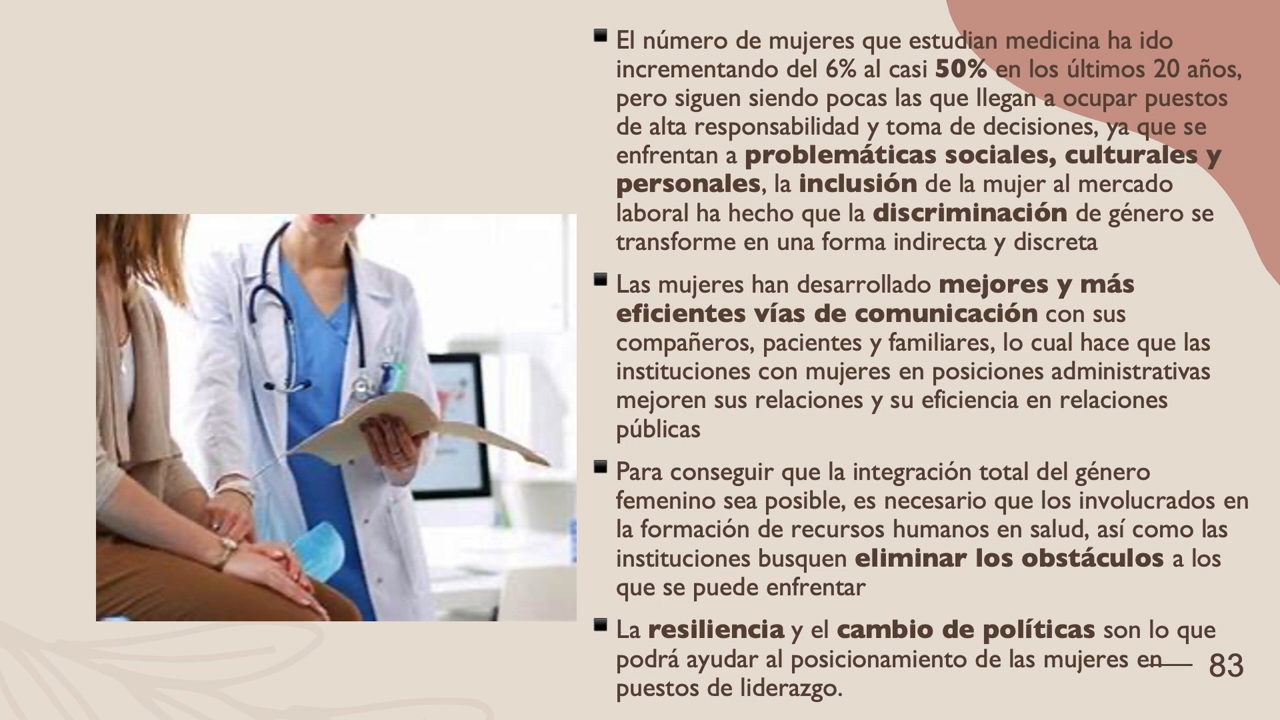 El número de mujeres que estudian medicina ha ido
incrementando del 6% al casi 50% en los últimos 20 años,
pero siguen siendo pocas las que llegan a ocupar puestos
de alta responsabilidad y toma de decisiones, ya que se
enfrentan a problemáticas sociales, culturales y
personales, la inclusión de la mujer al mercado
laboral ha hecho que la discriminación de género se
transforme en una forma indirecta y discreta
Las mujeres han desarrollado mejores y más
eficientes vías de comunicación con sus
compañeros, pacientes y familiares, lo cual hace que las
instituciones con mujeres en posiciones administrativas
mejoren sus relaciones y su eficiencia en relaciones
públicas
Para conseguir que la integración total del género
femenino sea posible, es necesario que los involucrados en
la formación de recursos humanos en salud, así como las
instituciones busquen eliminar los obstáculos a los
que se puede enfrentar
La resiliencia y el cambio de políticas son lo que
podrá ayudar al posicionamiento de las mujeres en
puestos de liderazgo.
83